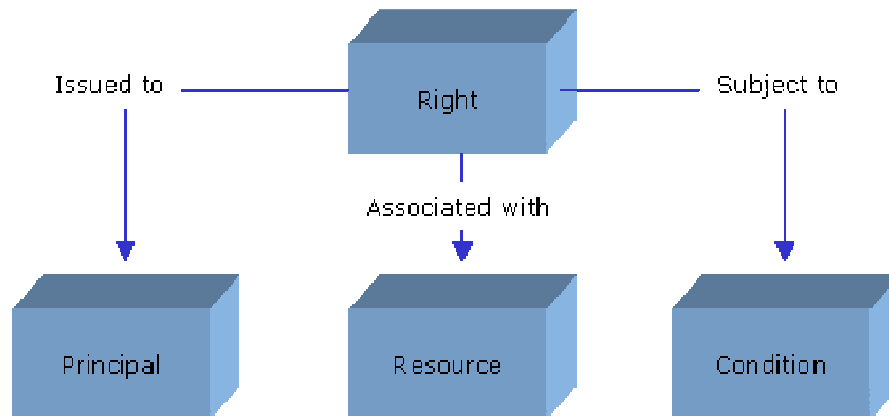 Issued to
Right
Subject to
Associated with
Principal
Resource
Condition